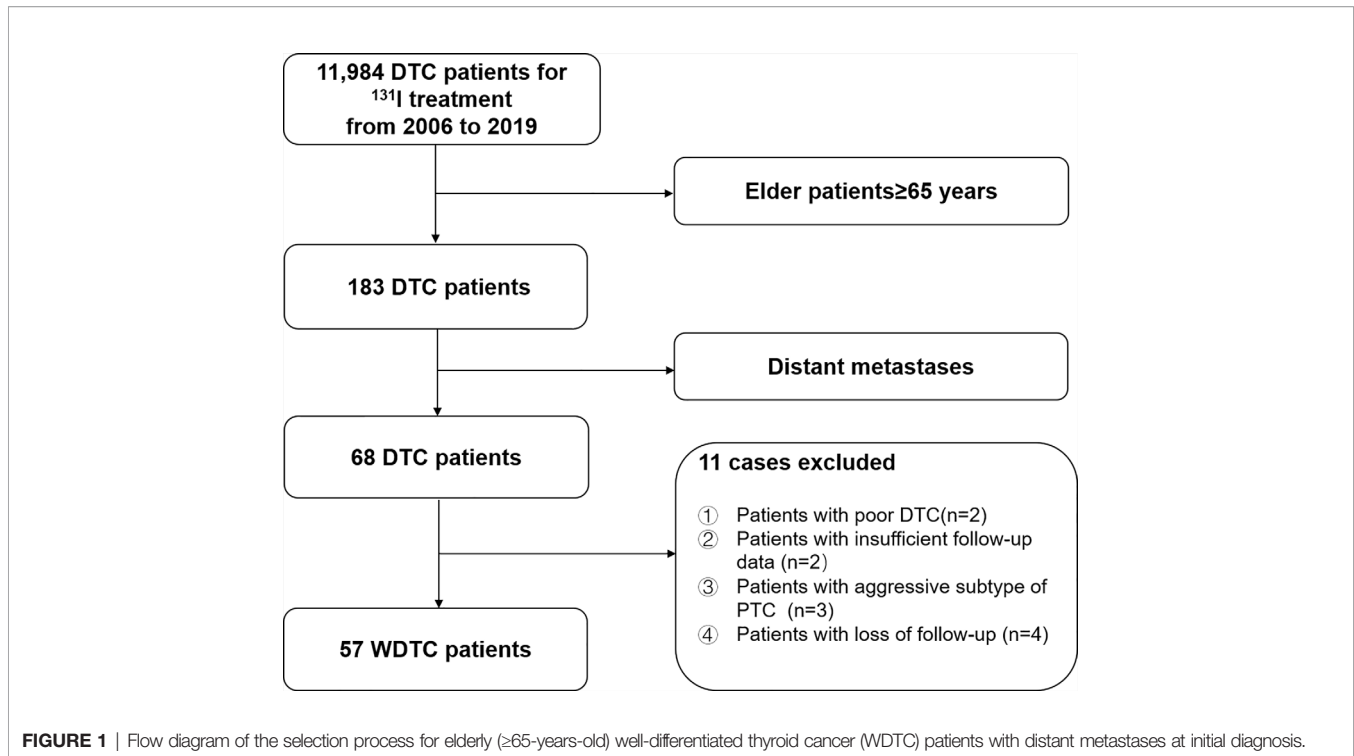 11,984 DTC patients for
¹³¹I treatment
from 2006 to 2019
Elder patients≥65 years
183 DTC patients
Distant metastases
68 DTC patients
11 cases excluded
① Patients with poor DTC(n=2)
② Patients with insufficient follow-up
data (n=2)
③ Patients with aggressive subtype of
PTC (n=3)
④ Patients with loss of follow-up (n=4)
57 WDTC patients
FIGURE 1 | Flow diagram of the selection process for elderly (≥65-years-old) well-differentiated thyroid cancer (WDTC) patients with distant metastases at initial diagnosis.